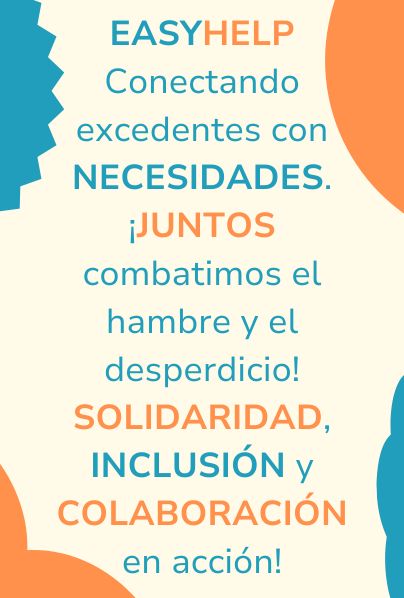 EASYHELP
Conectando
excedentes con
NECESIDADES.
¡JUNTOS
combatimos el
hambre y el
desperdicio!
SOLIDARIDAD,
INCLUSIÓN y
COLABORACIÓN
en acción!